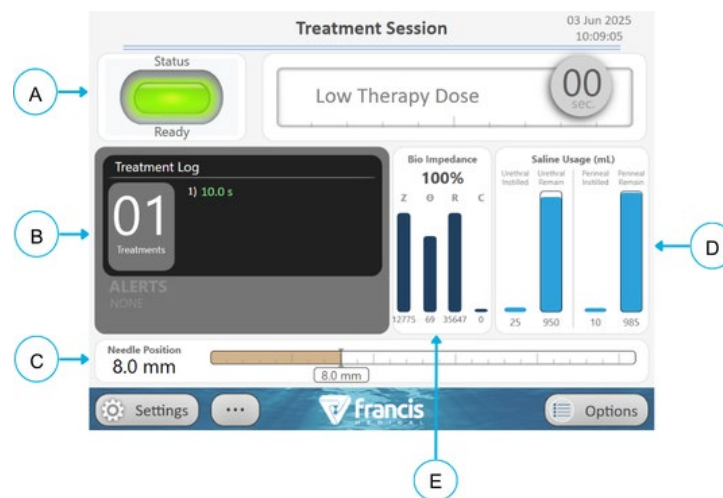 Treatment Session
03 Jun 2025
10:09:05
A
Status
Ready
Low Therapy Dose
00
sec.
B
Treatment Log
01
Treatments
1) 10.0 s
ALERTS
NONE
Bio Impedance
100%
Z Θ R C
12775 69 35647 0
Saline Usage (mL)
Urethral Instilled
Urethral Remain
Perineal Instilled
Perineal Remain
25 950 10 985
D
C
Needle Position
8.0 mm
8.0 mm
Settings
...
francis
MEDICAL
Options
E